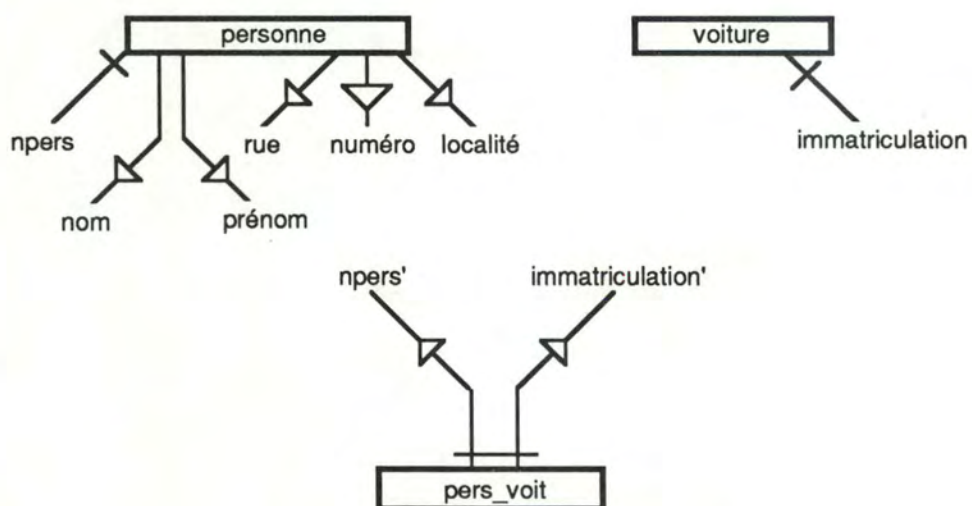 personne
voiture
npers
rue
numéro
localité
immatriculation
nom
prénom
npers'
immatriculation'
pers_voit